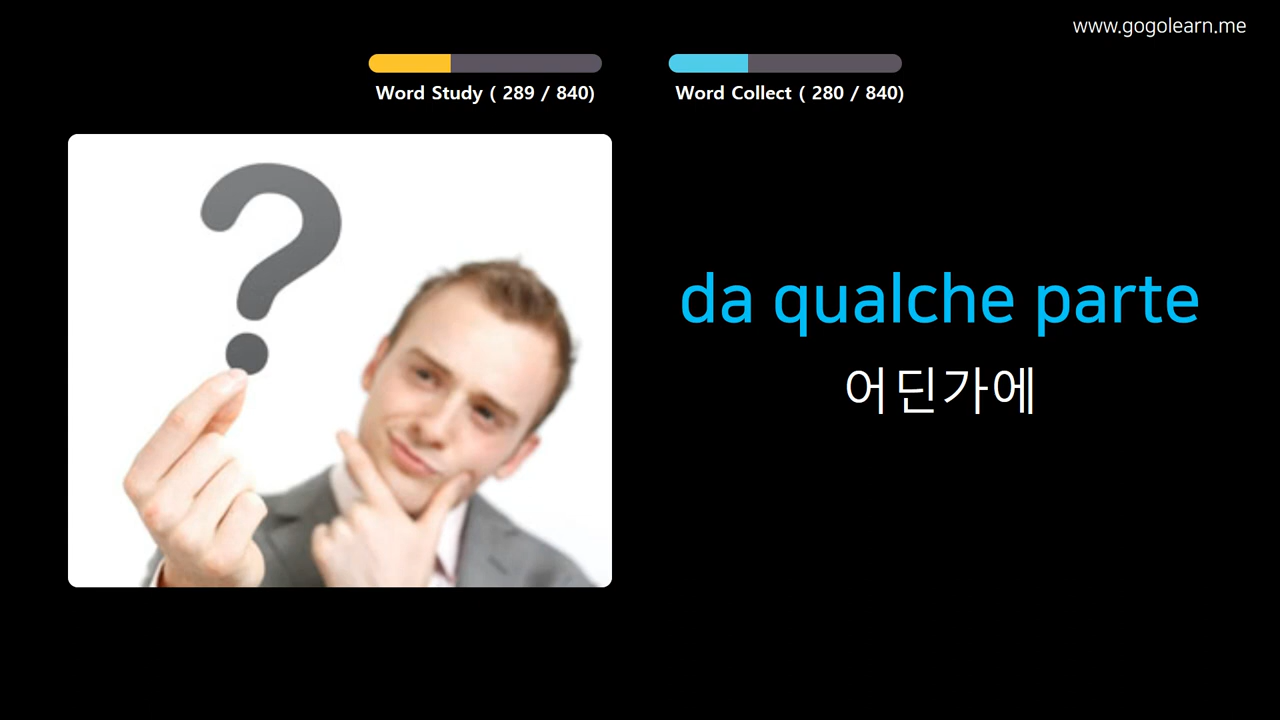 www.gogolearn.me
Word Study ( 289 / 840)
Word Collect ( 280 / 840)
?
da qualche parte
어딘가에